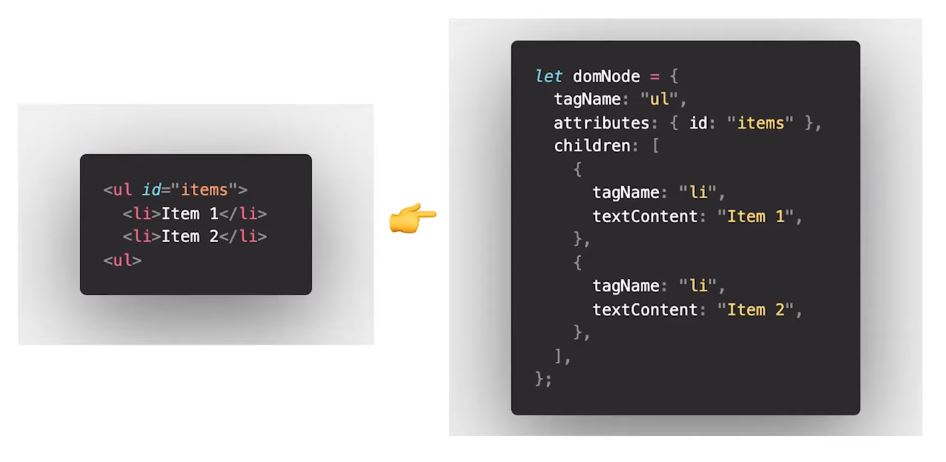 <ul id="items">
  <li>Item 1</li>
  <li>Item 2</li>
<ul>
let domNode = {
  tagName: "ul",
  attributes: { id: "items" },
  children: [
    {
      tagName: "li",
      textContent: "Item 1",
    },
    {
      tagName: "li",
      textContent: "Item 2",
    },
  ],
};